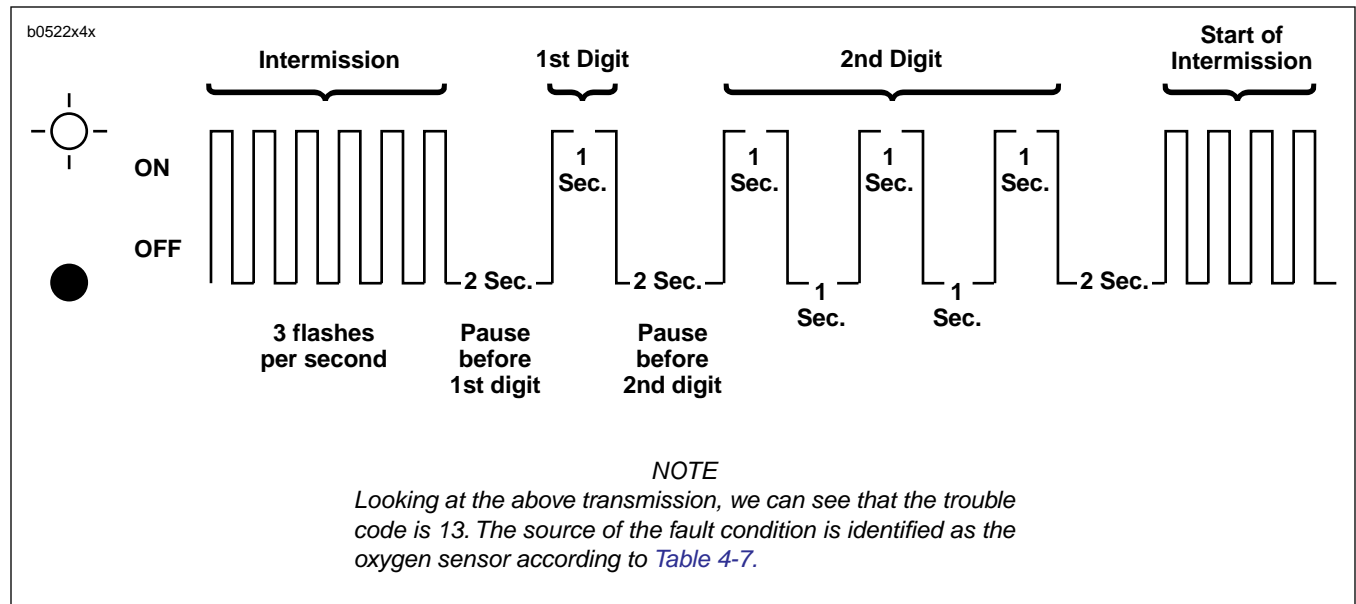 b0522x4x
Intermission
1st Digit
2nd Digit
Start of
Intermission
ON
OFF
1
Sec.
1
Sec.
1
Sec.
1
Sec.
2 Sec.
2 Sec.
1
Sec.
1
Sec.
2 Sec.
3 flashes
per second
Pause
before
1st digit
Pause
before
2nd digit
NOTE
Looking at the above transmission, we can see that the trouble
code is 13. The source of the fault condition is identified as the
oxygen sensor according to Table 4-7.